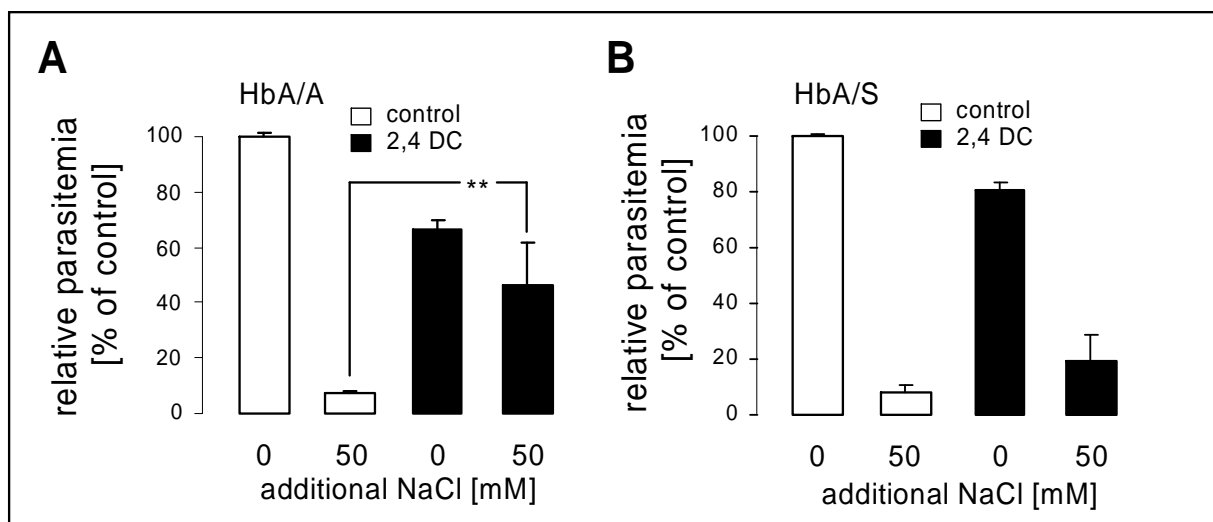 A
HbA/A
control
2,4 DC
relative parasitemia
[% of control]
100
80
60
40
20
0
**
0 50 0 50
additional NaCl [mM]
B
HbA/S
control
2,4 DC
relative parasitemia
[% of control]
100
80
60
40
20
0
0 50 0 50
additional NaCl [mM]